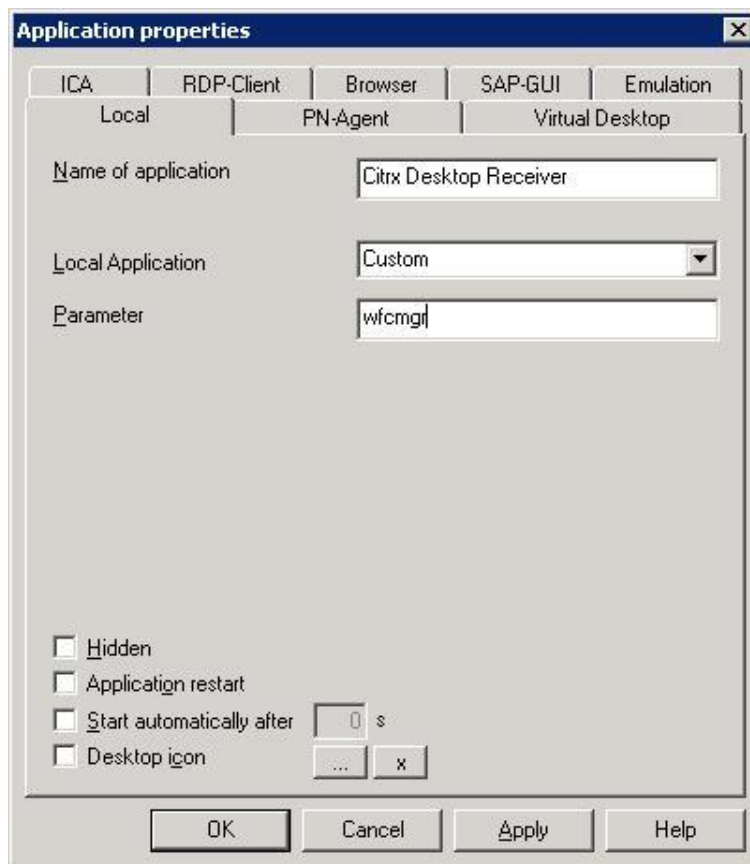 Application properties
ICA RDP-Client Browser SAP-GUI Emulation
Local PN-Agent Virtual Desktop
Name of application Citrx Desktop Receiver
Local Application Custom
Parameter wfcmgr
Hidden
Application restart
Start automatically after 0 s
Desktop icon ... x
OK Cancel Apply Help